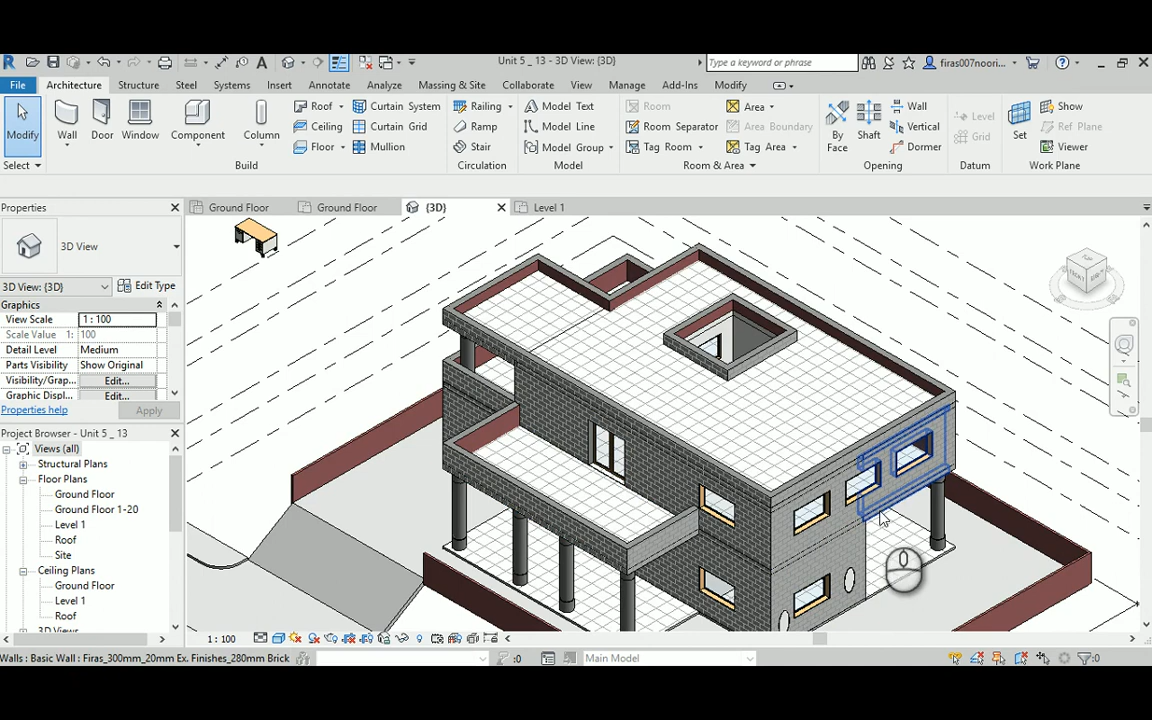 Unit 5 _ 13 - {3D}
Type a keyword or phrase
firas007noori...
File
Architecture
Structure
Steel
Systems
Insert
Annotate
Analyze
Massing & Site
Collaborate
View
Manage
Add-Ins
Modify
Modify
Wall
Door
Window
Component
Column
Roof
Ceiling
Floor
Curtain System
Curtain Grid
Mullion
Railing
Ramp
Stair
Model Text
Model Line
Model Group
Room
Room Separator
Tag Room
Area
Area Boundary
Tag Area
By
Face
Shaft
Wall
Vertical
Dormer
Level
Grid
Set
Show
Ref Plane
Viewer
Select
Build
Circulation
Model
Room & Area
Opening
Datum
Work Plane
Properties
Ground Floor
Ground Floor
{3D}
Level 1
3D View
3D View: {3D}
Edit Type
Graphics
View Scale
1 : 100
Scale Value 1:
100
Detail Level
Medium
Parts Visibility
Show Original
Visibility/Grap...
Edit...
Graphic Displ...
Edit...
Properties help
Apply
Project Browser - Unit 5 _ 13
Views (all)
Structural Plans
Floor Plans
Ground Floor
Ground Floor 1-20
Level 1
Roof
Site
Ceiling Plans
Ground Floor
Level 1
Roof
3D Views
FRONT
1 : 100
Walls : Basic Wall : Firas_300mm_20mm Ex. Finishes_280mm Brick
:0
Main Model
:0